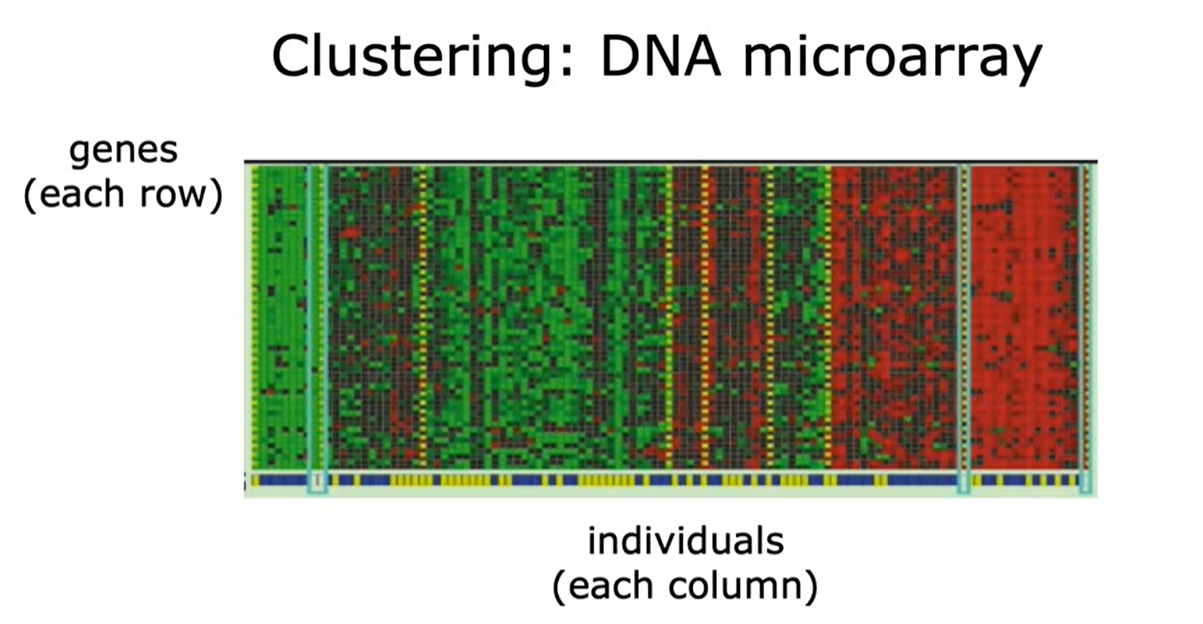 Clustering: DNA microarray
genes
(each row)
individuals
(each column)